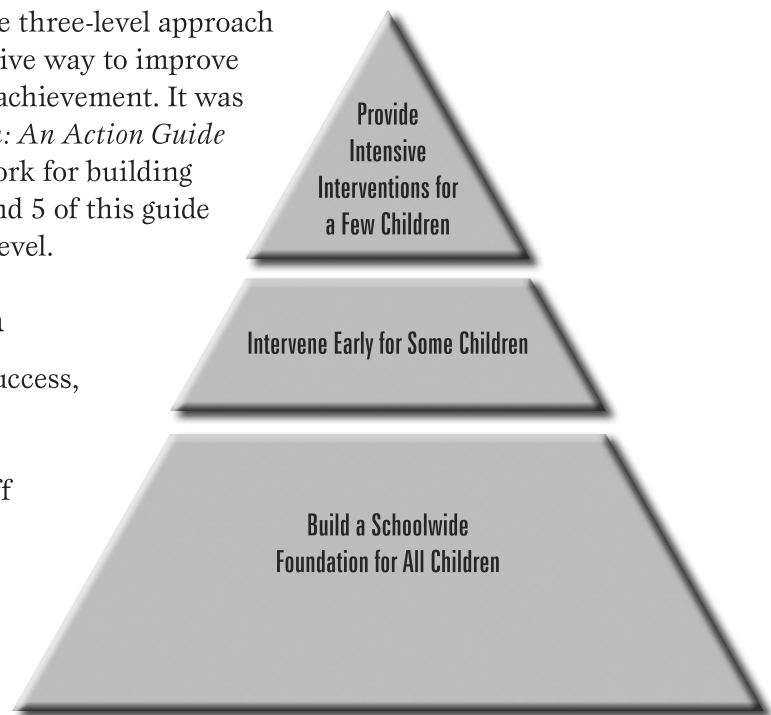 e three-level approach
ive way to improve
achievement. It was
: An Action Guide
ork for building
nd 5 of this guide
evel.
uccess,
Provide
Intensive
Interventions for
a Few Children
Intervene Early for Some Children
Build a Schoolwide
Foundation for All Children